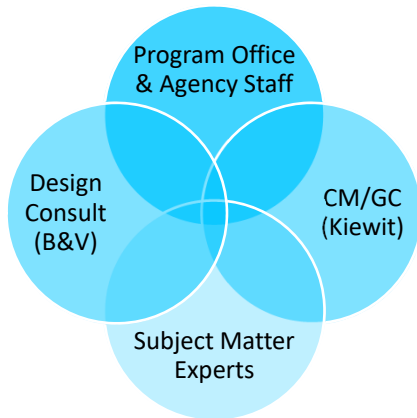 Program Office
& Agency Staff
Design
Consult
(B&V)
CM/GC
(Kiewit)
Subject Matter
Experts